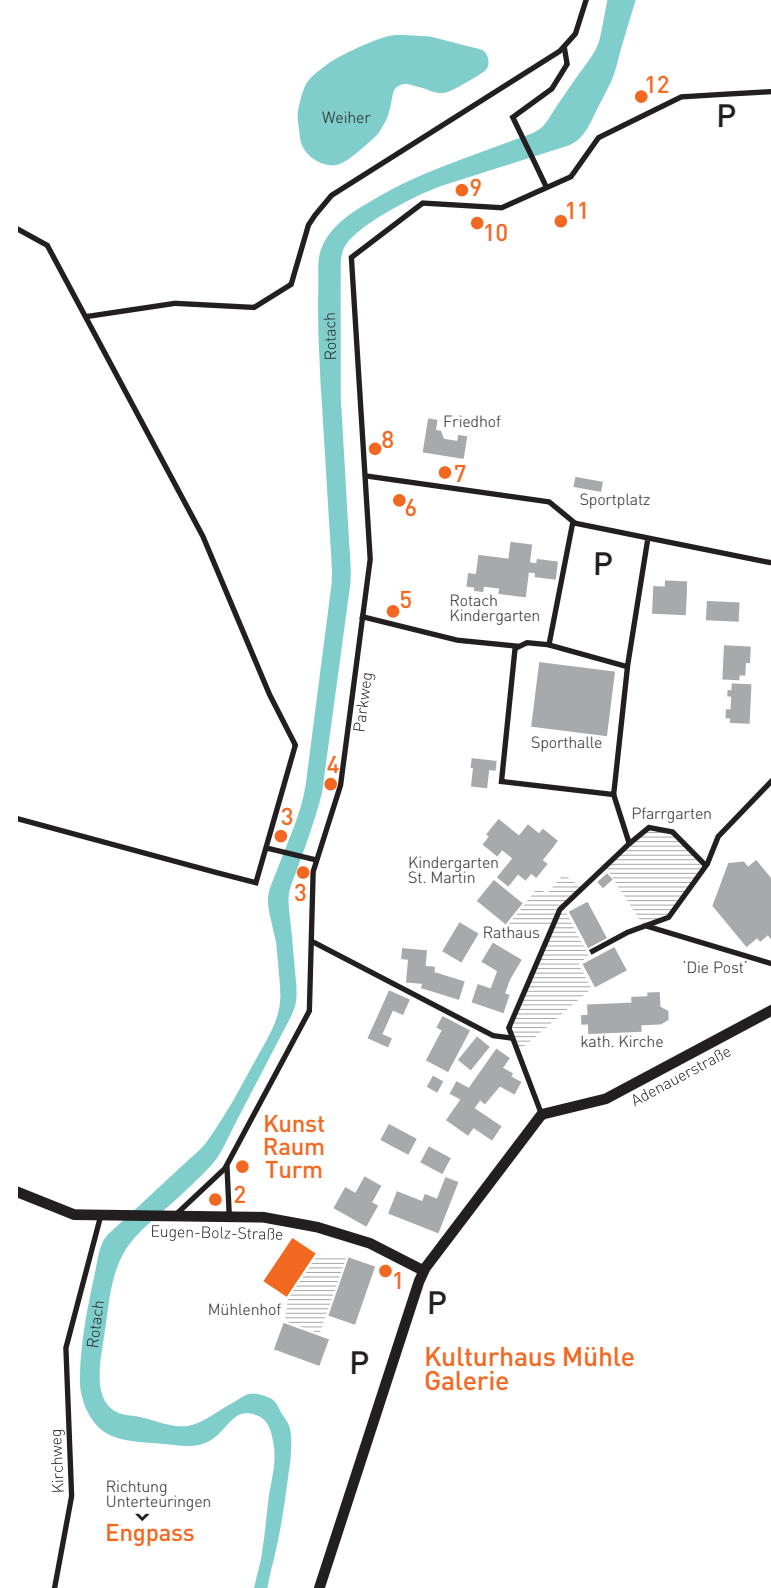 12
P
Weiher
9
11
10
Rotach
Friedhof
8
7
Sportplatz
6
P
5
Rotach
Kindergarten
Parkweg
Sporthalle
4
3
Pfarrgarten
Kindergarten
St. Martin
3
Rathaus
'Die Post'
kath. Kirche
Adenauerstraße
Kunst
Raum
Turm
2
Eugen-Bolz-Straße
1
Mühlenhof
P
Rotach
P
Kulturhaus Mühle
Galerie
Kirchweg
Richtung
Unterteuringen
Engpass